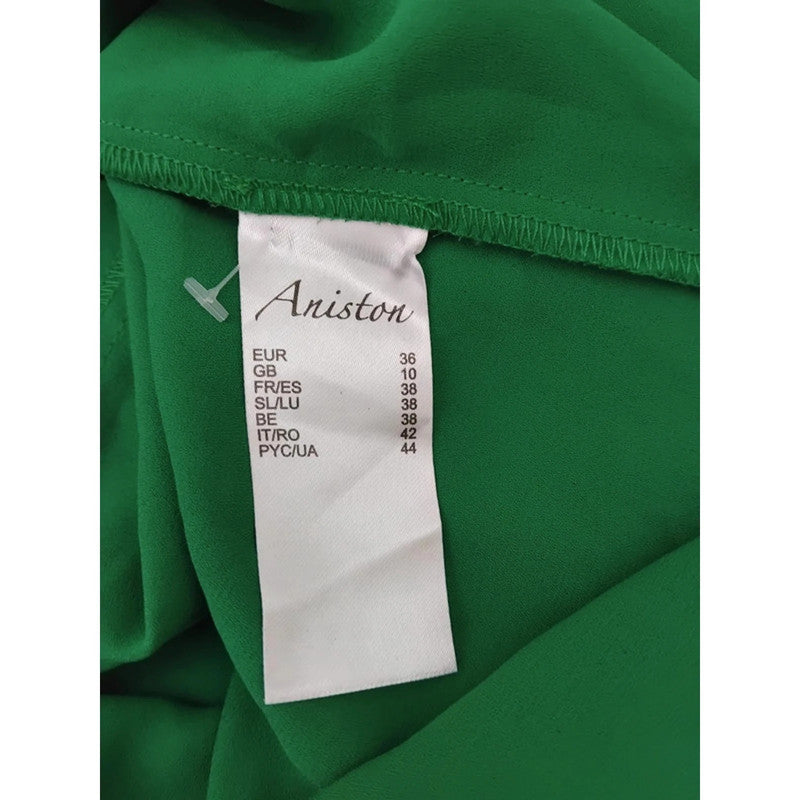 Aniston
EUR 36
GB 10
FR/ES 38
SL/LU 38
BE 38
IT/RO 42
PYC/UA 44